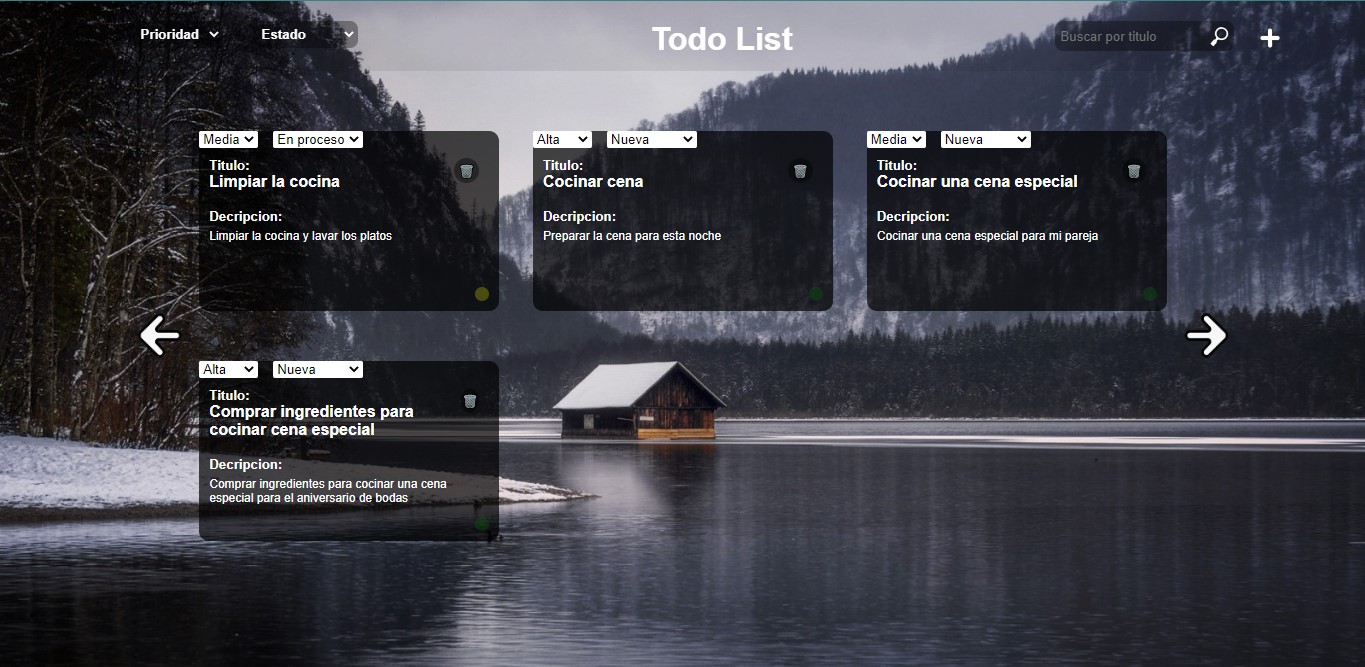 Prioridad
Estado
Todo List
Buscar por titulo
Media
En proceso
Titulo:
Limpiar la cocina
Decripcion:
Limpiar la cocina y lavar los platos
Alta
Nueva
Titulo:
Cocinar cena
Decripcion:
Preparar la cena para esta noche
Media
Nueva
Titulo:
Cocinar una cena especial
Decripcion:
Cocinar una cena especial para mi pareja
Alta
Nueva
Titulo:
Comprar ingredientes para
cocinar cena especial
Decripcion:
Comprar ingredientes para cocinar una cena
especial para el aniversario de bodas